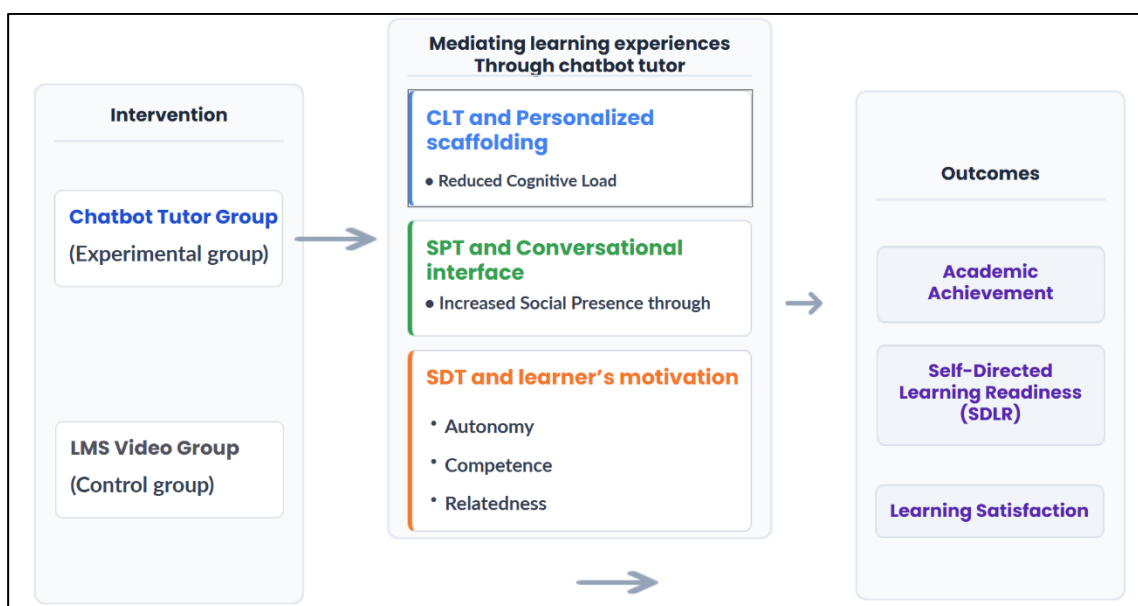 Intervention
Chatbot Tutor Group
(Experimental group)
LMS Video Group
(Control group)
Mediating learning experiences
Through chatbot tutor
CLT and Personalized
scaffolding
• Reduced Cognitive Load
SPT and Conversational
interface
• Increased Social Presence through
SDT and learner’s motivation
• Autonomy
• Competence
• Relatedness
Outcomes
Academic
Achievement
Self-Directed
Learning Readiness
(SDLR)
Learning Satisfaction